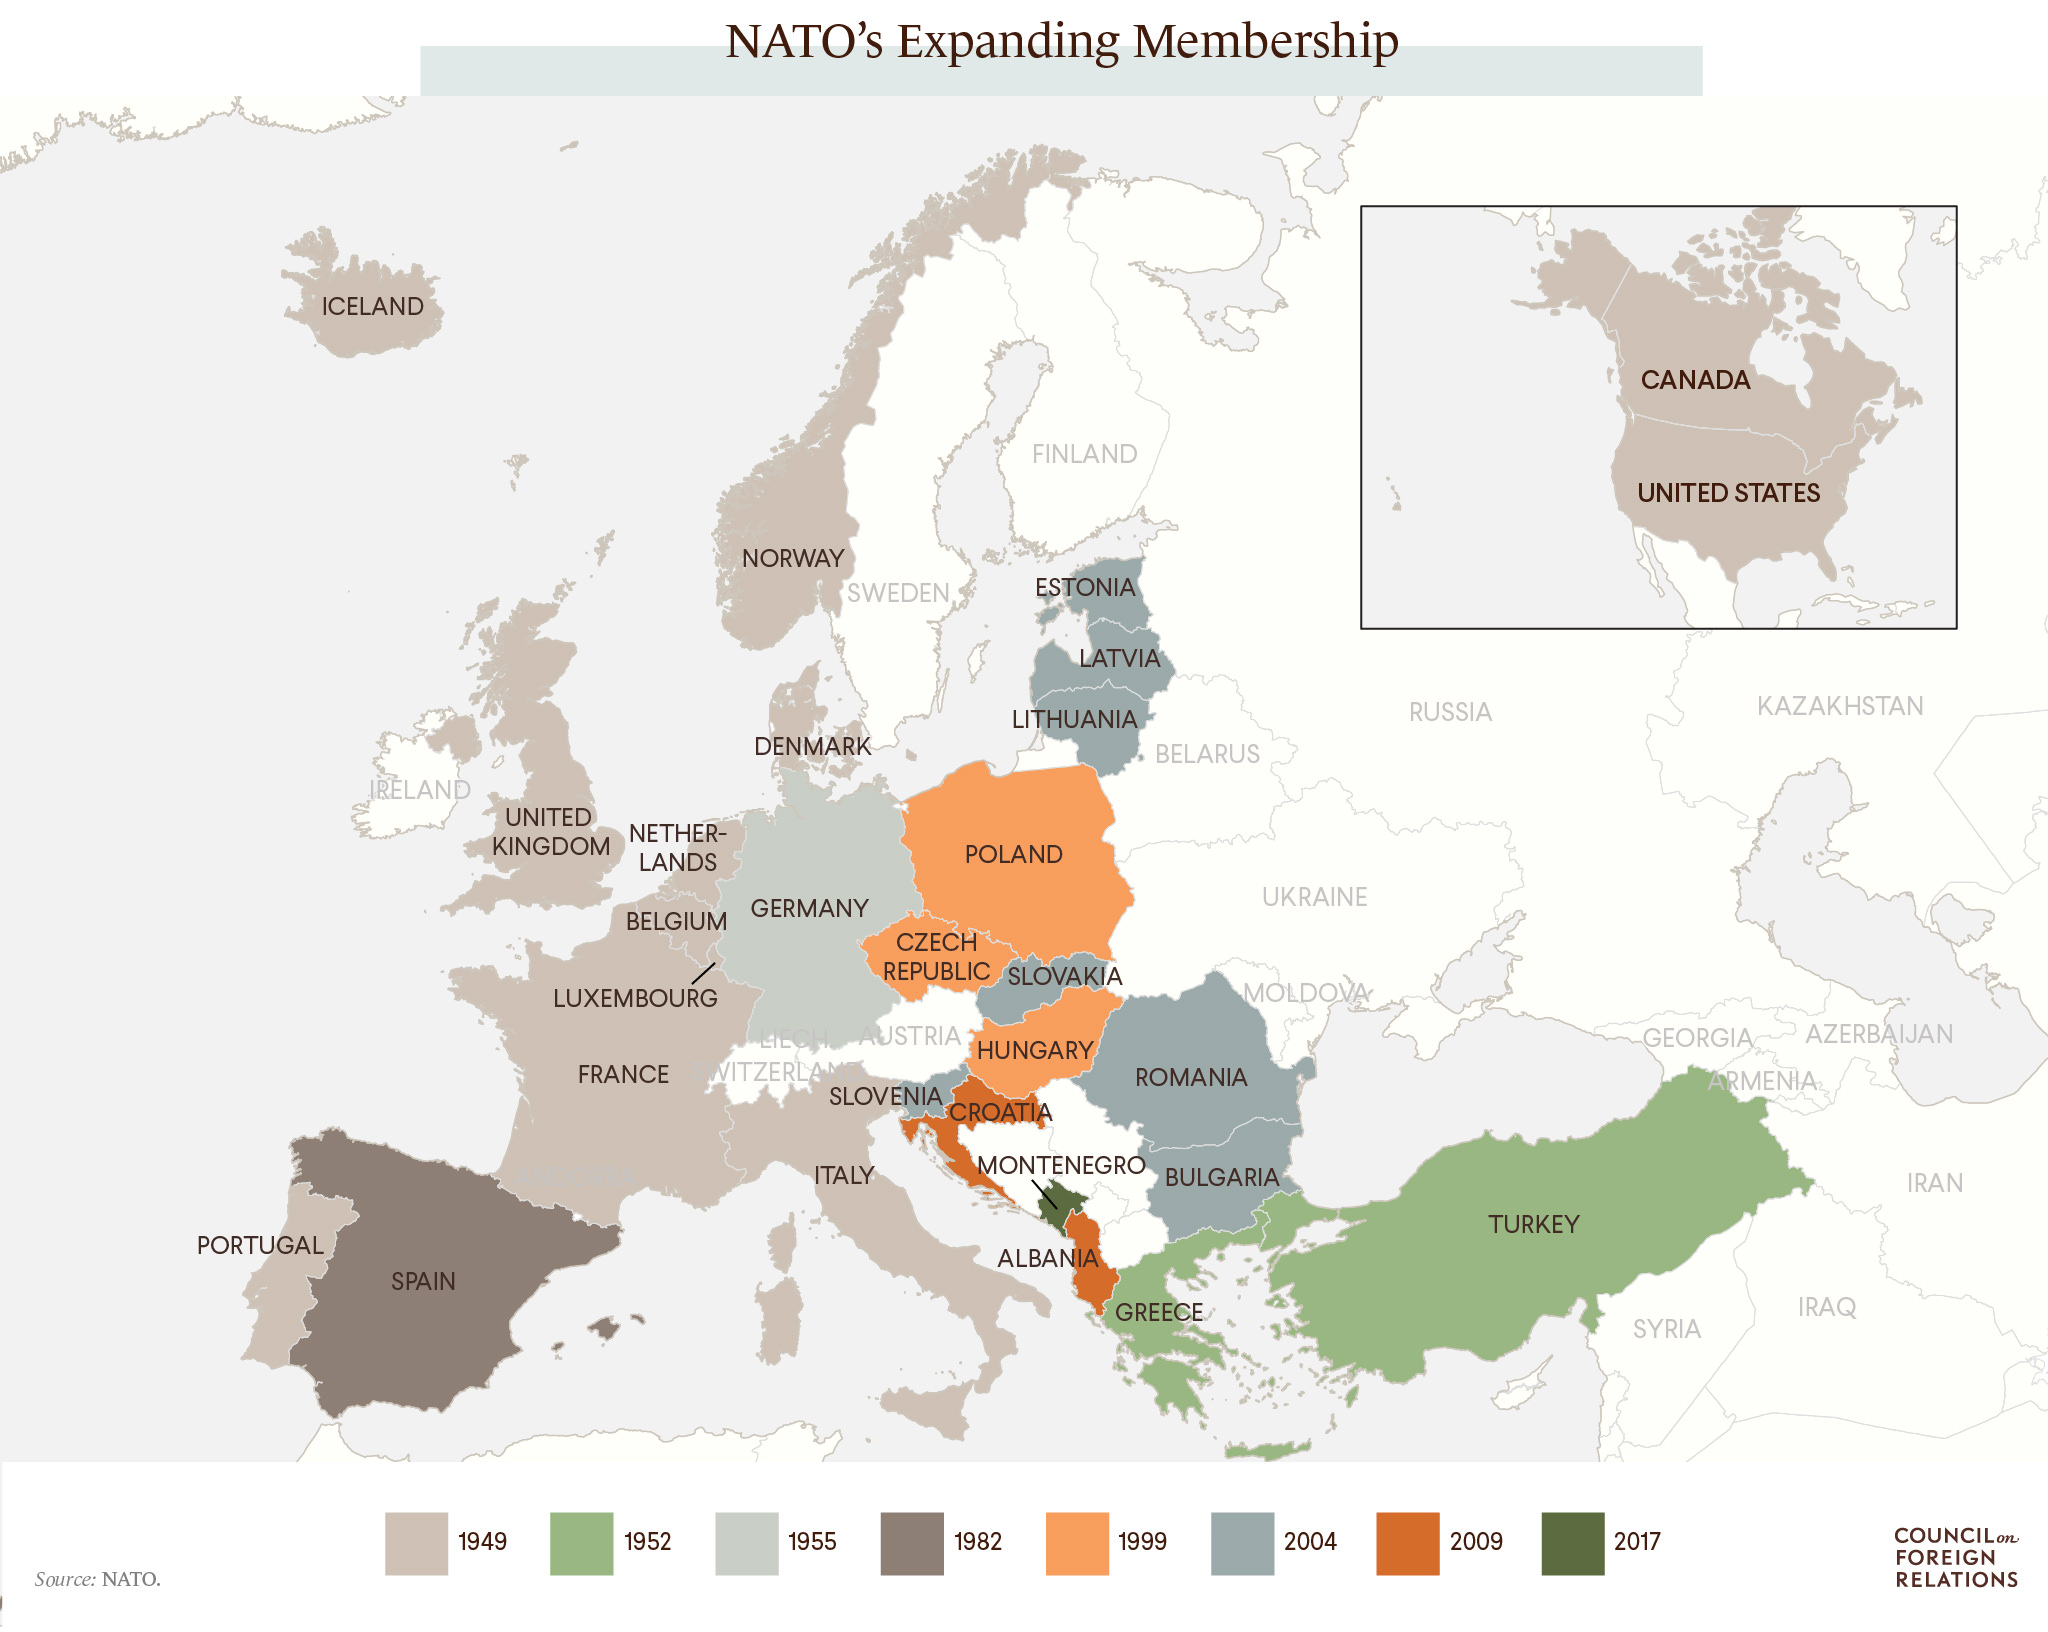 NATO’s Expanding Membership
ICELAND
CANADA
UNITED STATES
FINLAND
NORWAY
SWEDEN
ESTONIA
LATVIA
LITHUANIA
RUSSIA
KAZAKHSTAN
BELARUS
DENMARK
IRELAND
UNITED
KINGDOM
NETHER-
LANDS
POLAND
GERMANY
UKRAINE
BELGIUM
CZECH
REPUBLIC
SLOVAKIA
LUXEMBOURG
MOLDOVA
LIECH
AUSTRIA
GEORGIA
AZERBAIJAN
HUNGARY
FRANCE
SWITZERLAND
ROMANIA
ARMENIA
SLOVENIA
CROATIA
ITALY
MONTENEGRO
BULGARIA
IRAN
PORTUGAL
SPAIN
ALBANIA
TURKEY
GREECE
SYRIA
IRAQ
1949
1952
1955
1982
1999
2004
2009
2017
Source: NATO.
COUNCIL on
FOREIGN
RELATIONS